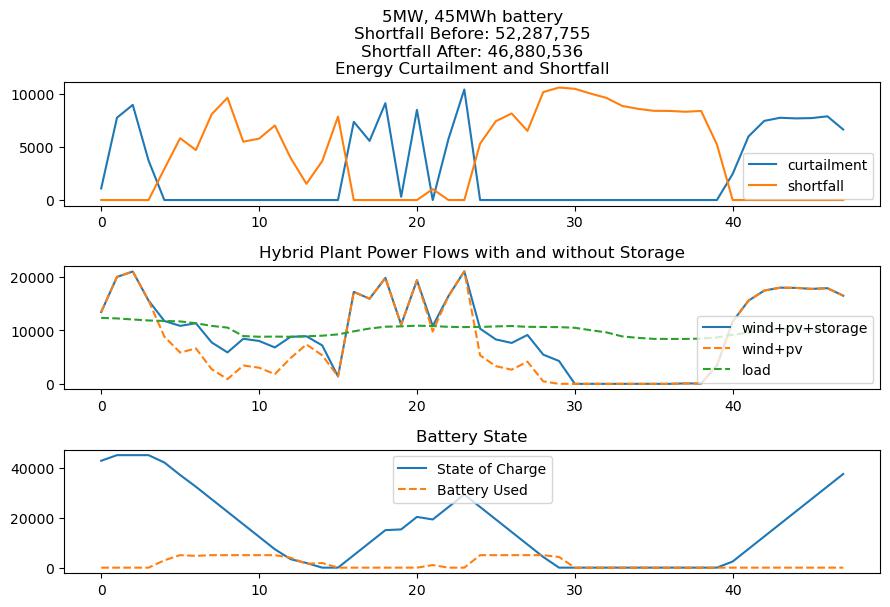 5MW, 45MWh battery
Shortfall Before: 52,287,755
Shortfall After: 46,880,536
Energy Curtailment and Shortfall
10000
5000
0
curtailment
shortfall
0 10 20 30 40
Hybrid Plant Power Flows with and without Storage
20000
10000
0
wind+pv+storage
wind+pv
load
0 10 20 30 40
Battery State
40000
20000
0
State of Charge
Battery Used
0 10 20 30 40